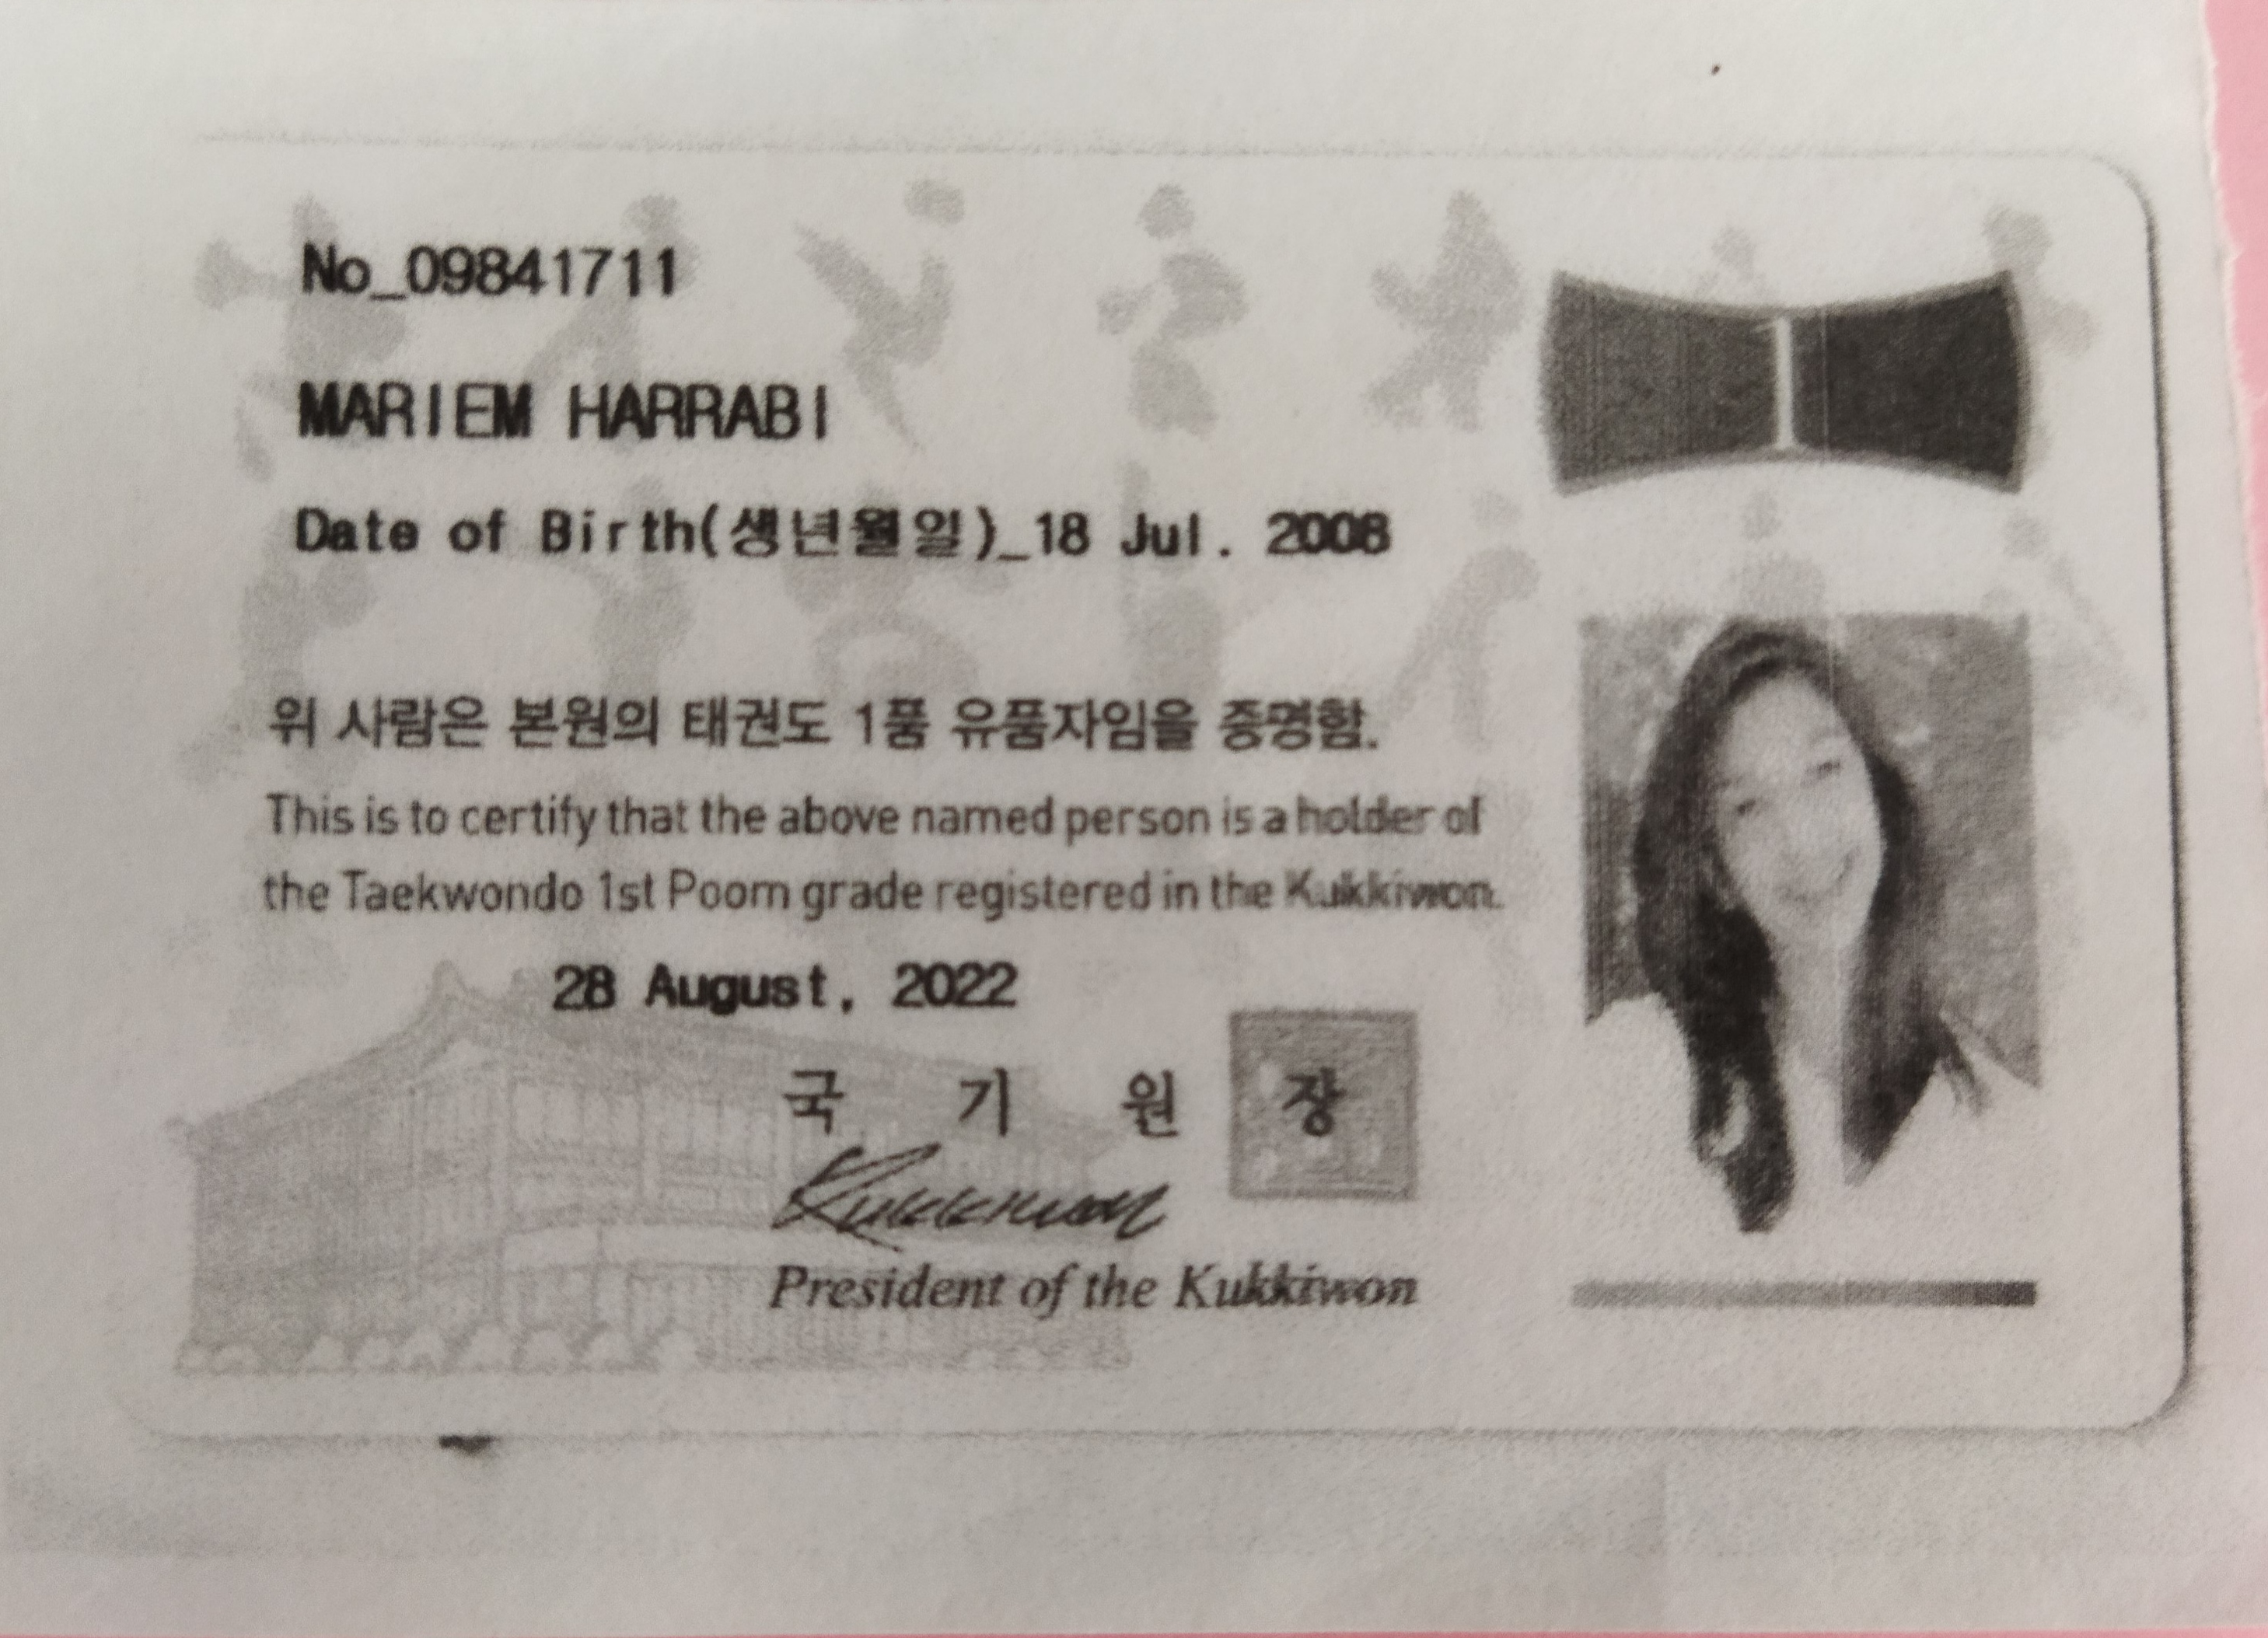 No_09841711
1
MARIEM HARRABI
Date of Birth(생년월일)_18 Jul. 2008
위 사람은 본원의 태권도 1품 유품자임을 증명함.
This is to certify that the above named person is a holder of
the Taekwondo 1st Poom grade registered in the Kukkiwon.
28 August, 2022
국 기 원 장
Kukkiwon
President of the Kukkiwon